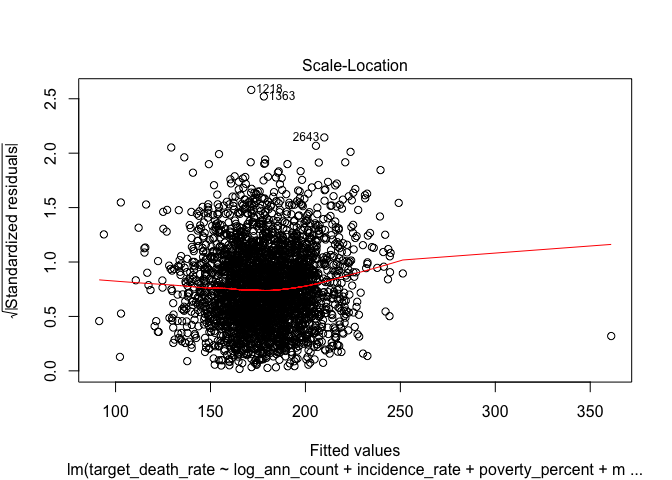 Scale-Location
√|Standardized residuals|
2.5
2.0
1.5
1.0
0.5
0.0
1218
1363
2643
100 150 200 250 300 350
Fitted values
lm(target_death_rate ~ log_ann_count + incidence_rate + poverty_percent + m ...